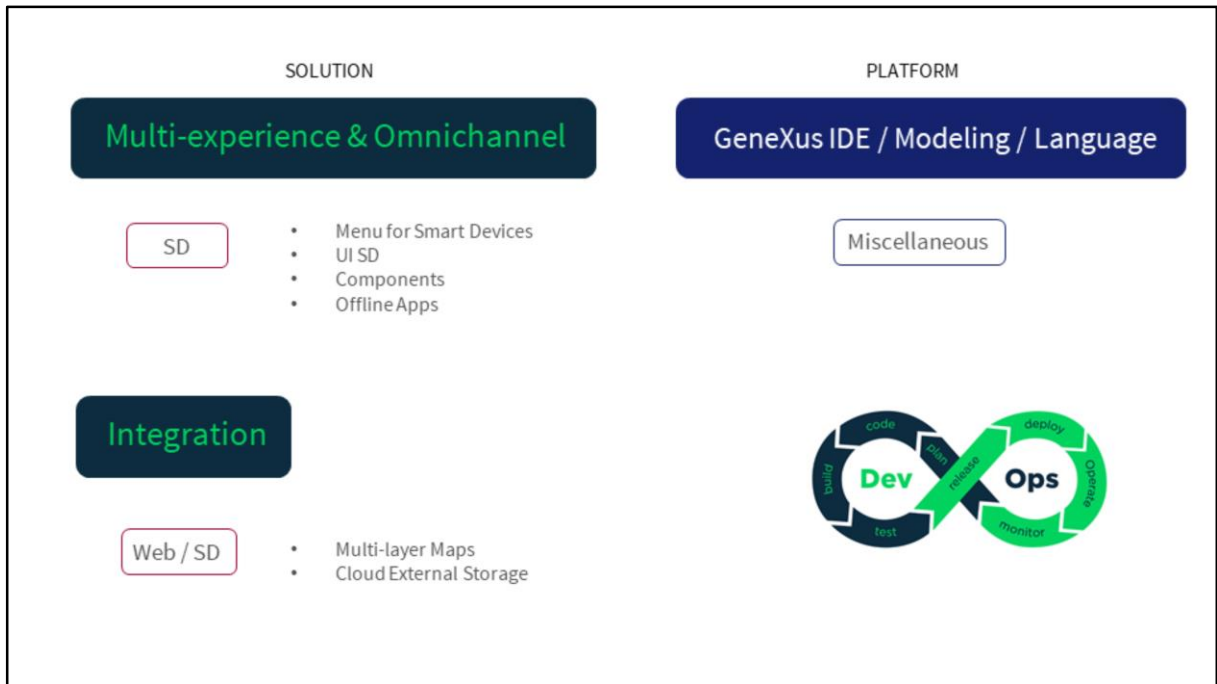 SOLUTION
PLATFORM
Multi-experience & Omnichannel
GeneXus IDE / Modeling / Language
SD
• Menu for Smart Devices
• UI SD
• Components
• Offline Apps
Miscellaneous
Integration
Web / SD
• Multi-layer Maps
• Cloud External Storage
code
build
test
plan
Dev
release
deploy
Operate
monitor
Ops